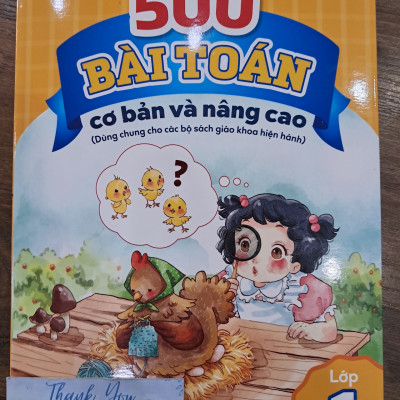 500
BÀI TOÁN
cơ bản và nâng cao
(Dùng chung cho các bộ sách giáo khoa hiện hành)
?
Lớp
1
Thank You